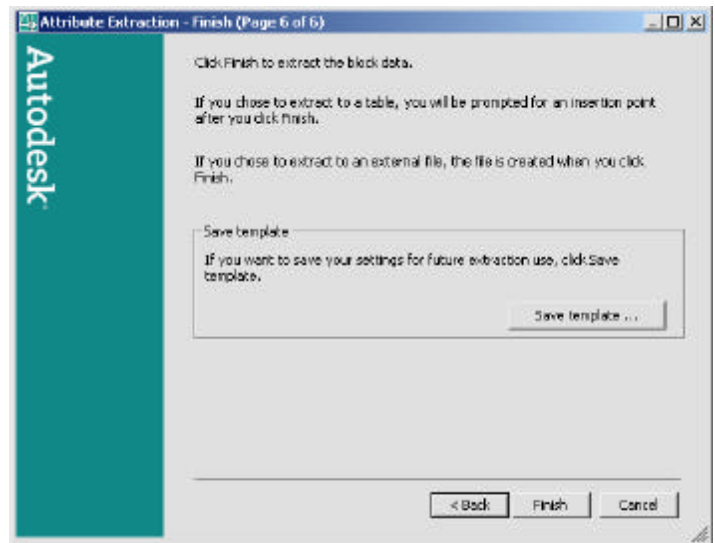 Attribute Extraction - Finish (Page 6 of 6)
Autodesk
Click Finish to extract the block data.
If you chose to extract to a table, you will be prompted for an insertion point
after you click Finish.
If you chose to extract to an external file, the file is created when you click
Finish.
Save template
If you want to save your settings for future extraction use, click Save
template.
Save template ...
< Back
Finish
Cancel